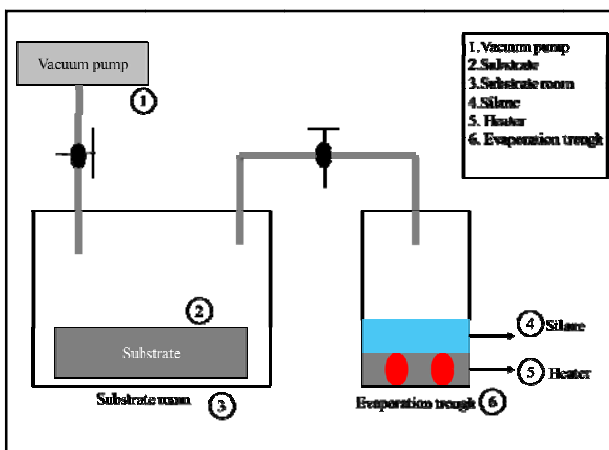 Vacuum pump
1
1.Vacuum pump
2.Substrate
3.Substrate room
4.Silane
5. Heater
6. Evaporation trough
2
Substrate
4 Silane
5 Heater
Substrate room 3
Evaporation trough 6